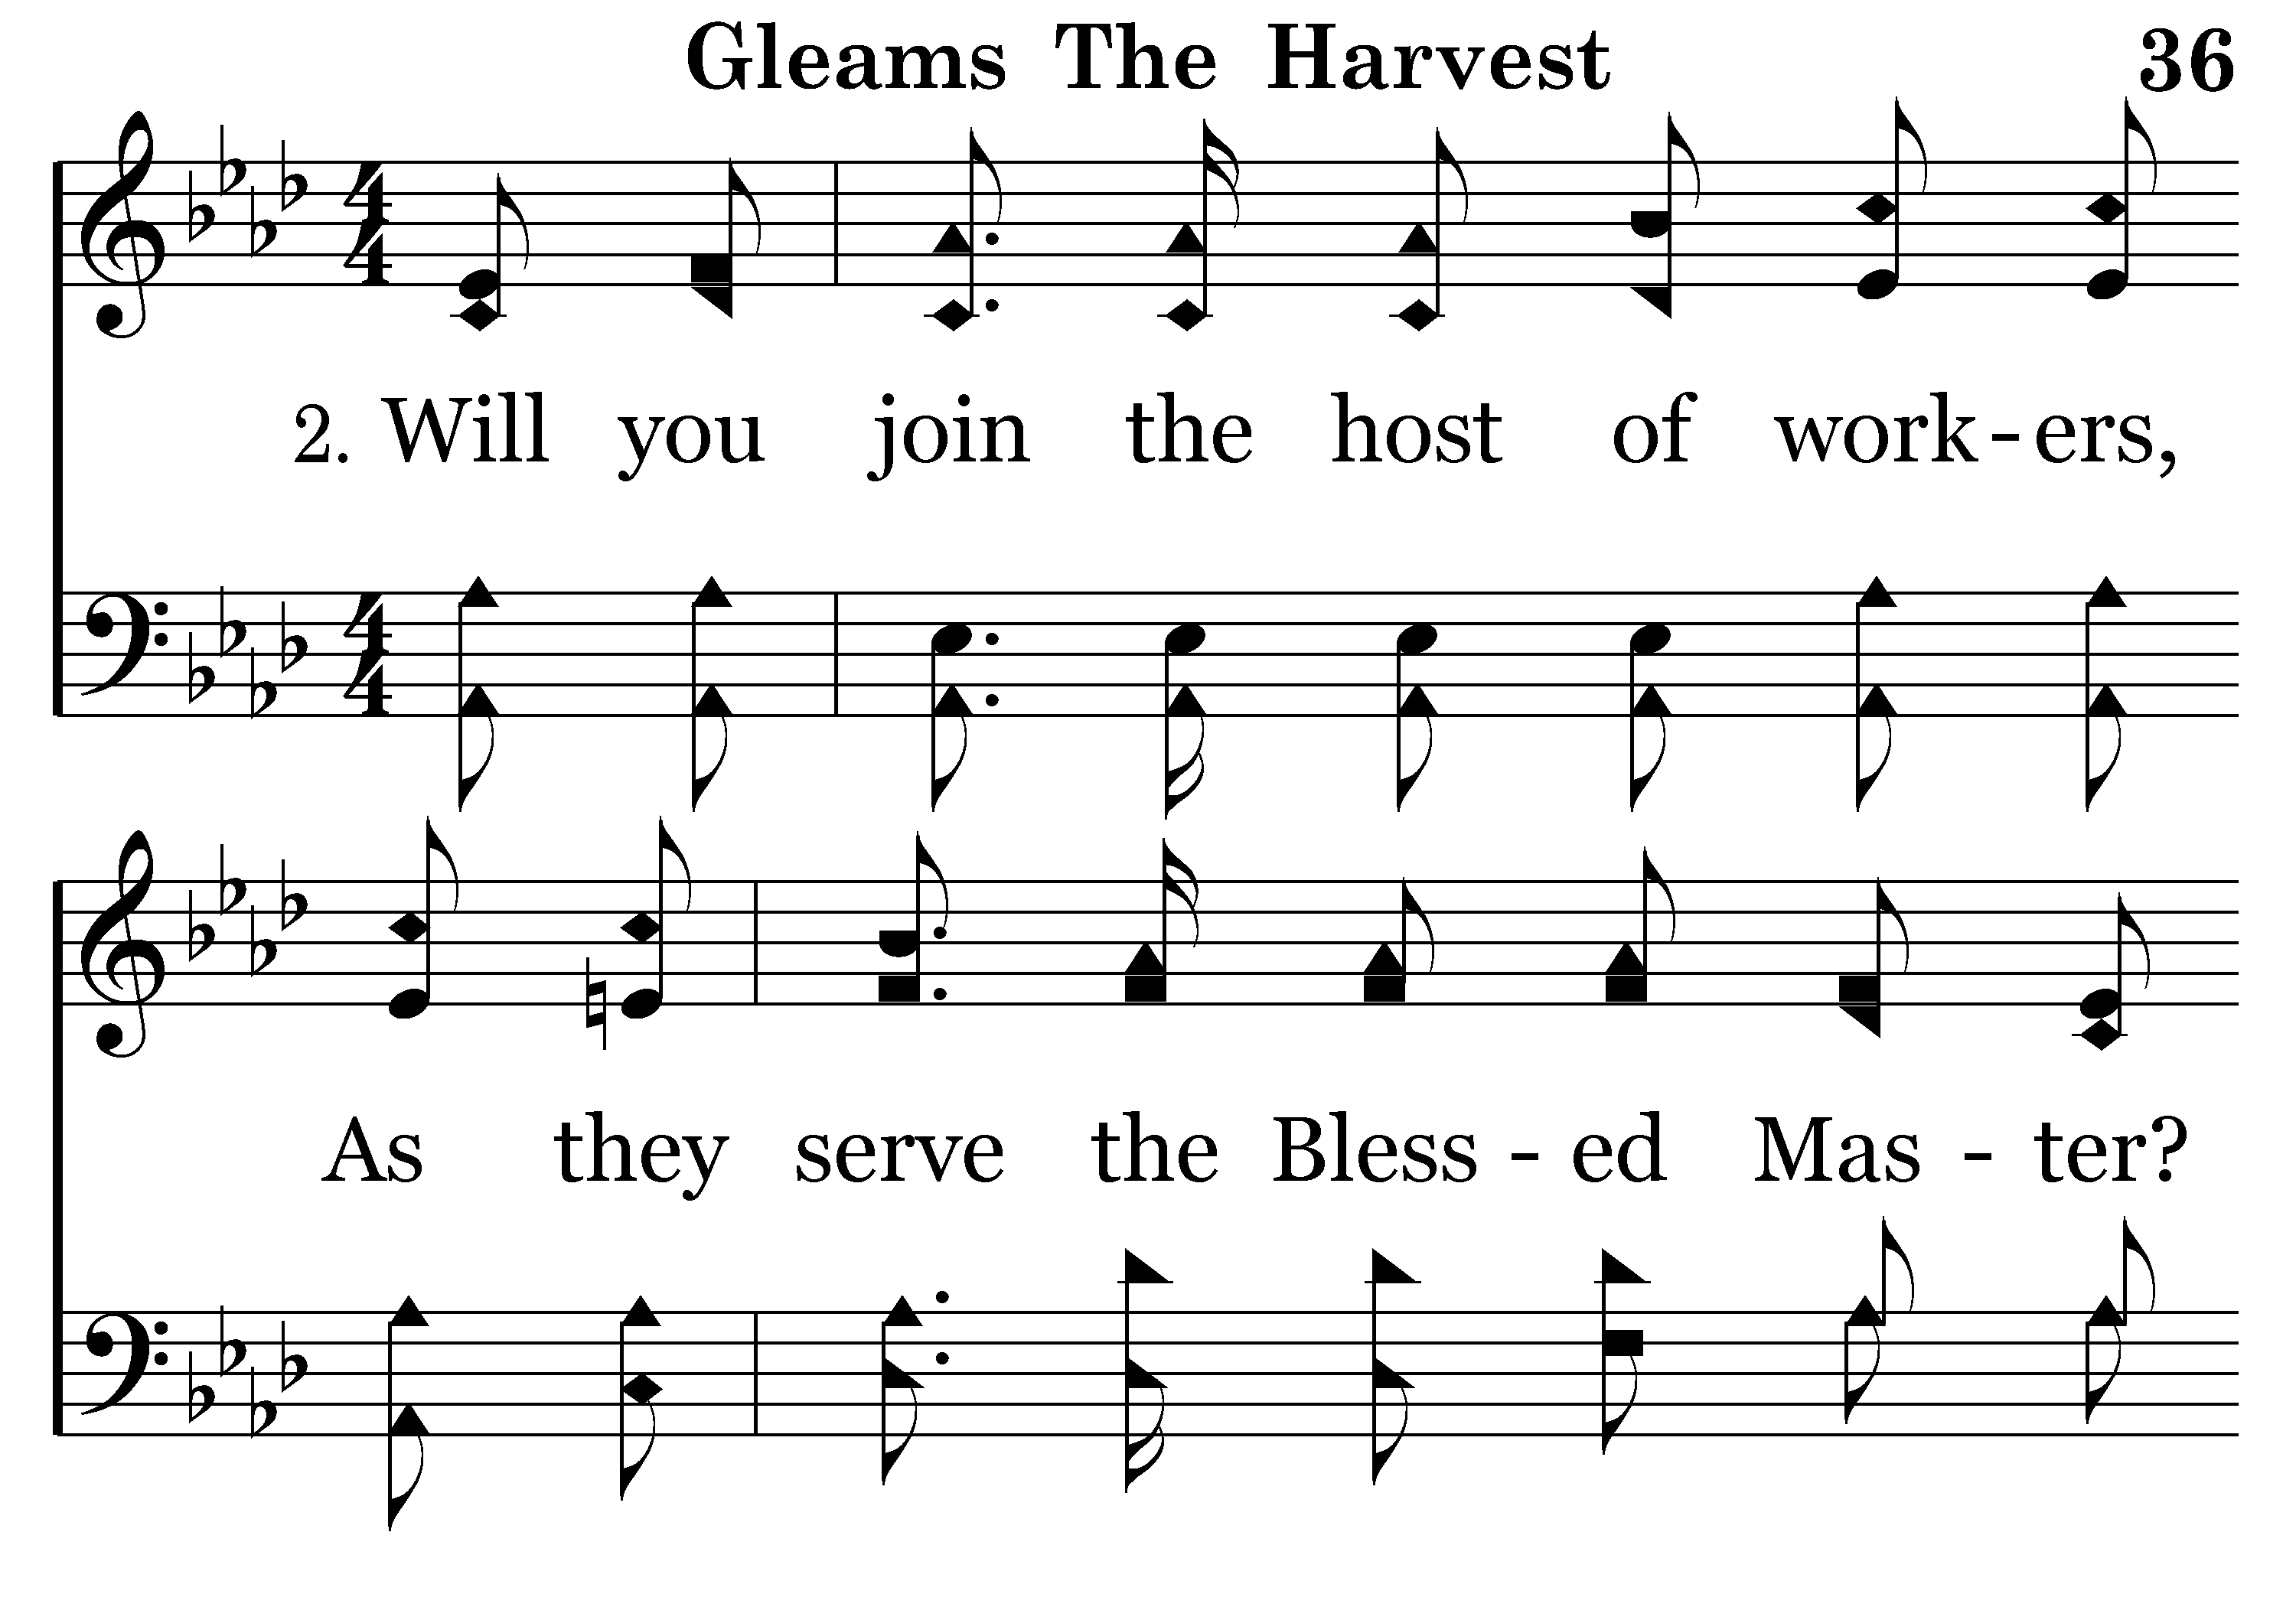 Gleams The Harvest 36
2. Will you join the host of work-ers,
As they serve the Bless - ed Mas - ter?